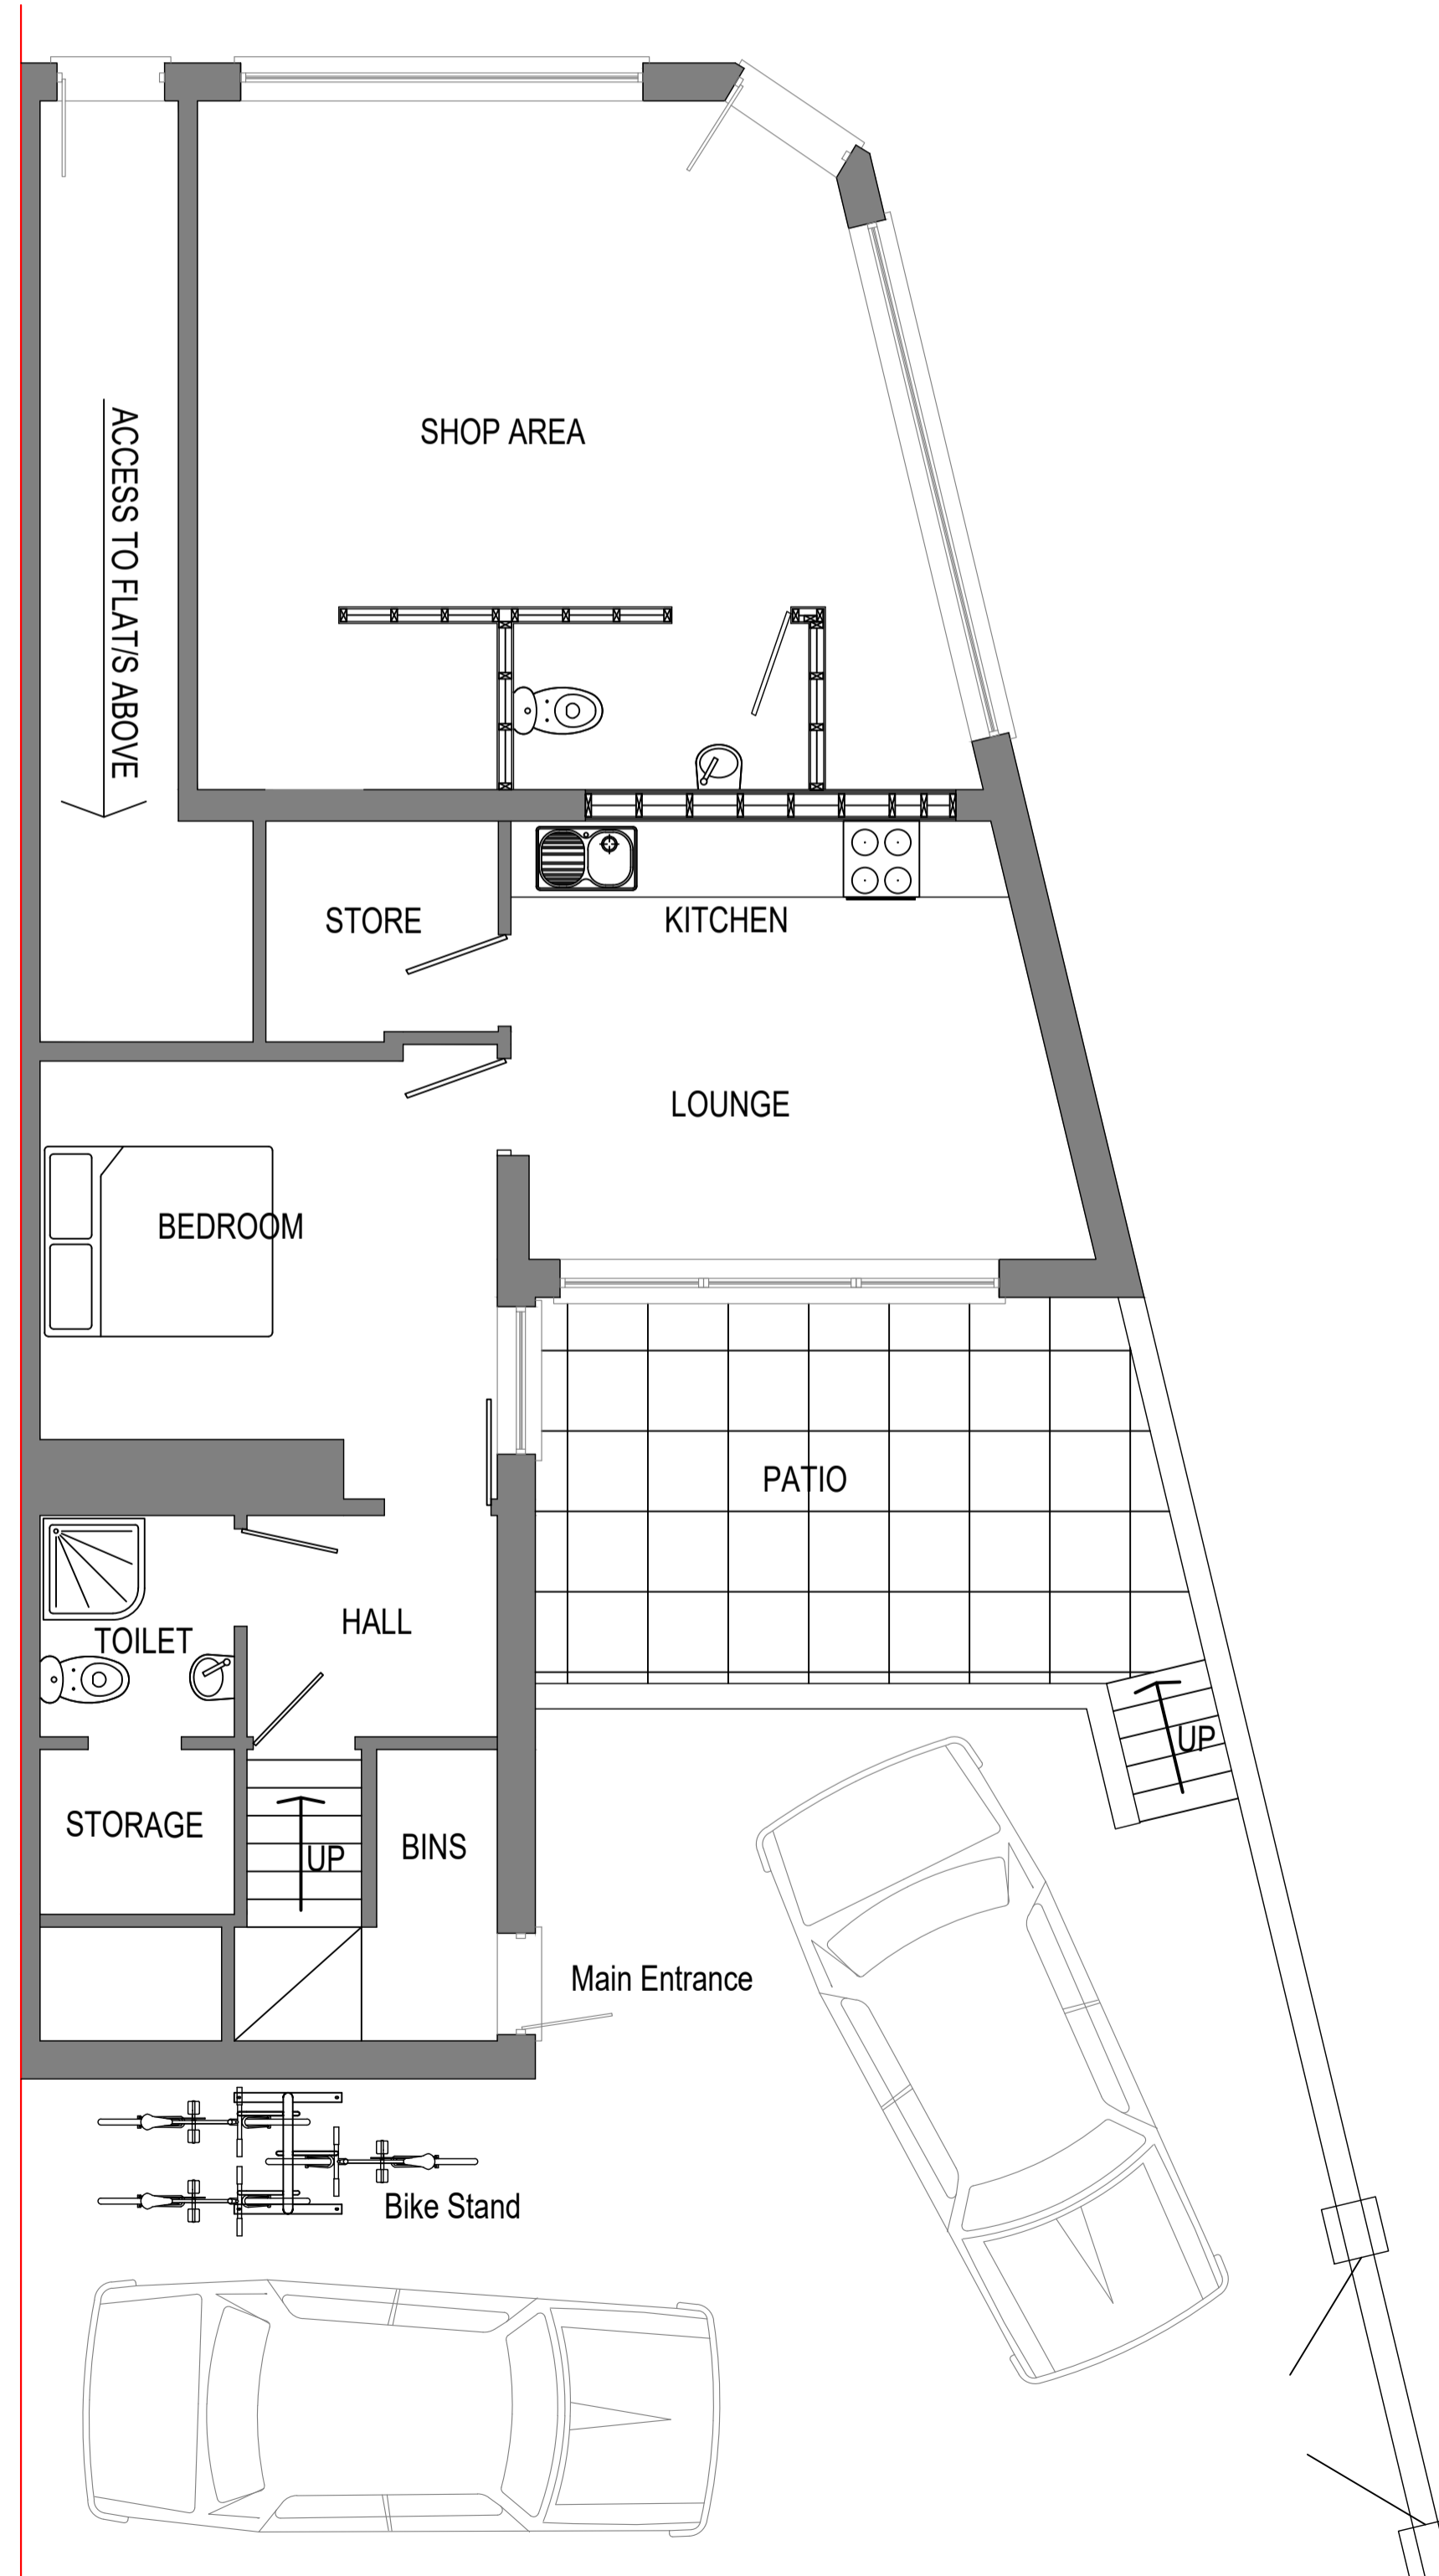 ACCESS TO FLAT/S ABOVE
SHOP AREA
STORE
KITCHEN
LOUNGE
BEDROOM
PATIO
HALL
TOILET
UP
STORAGE
UP
BINS
Main Entrance
Bike Stand